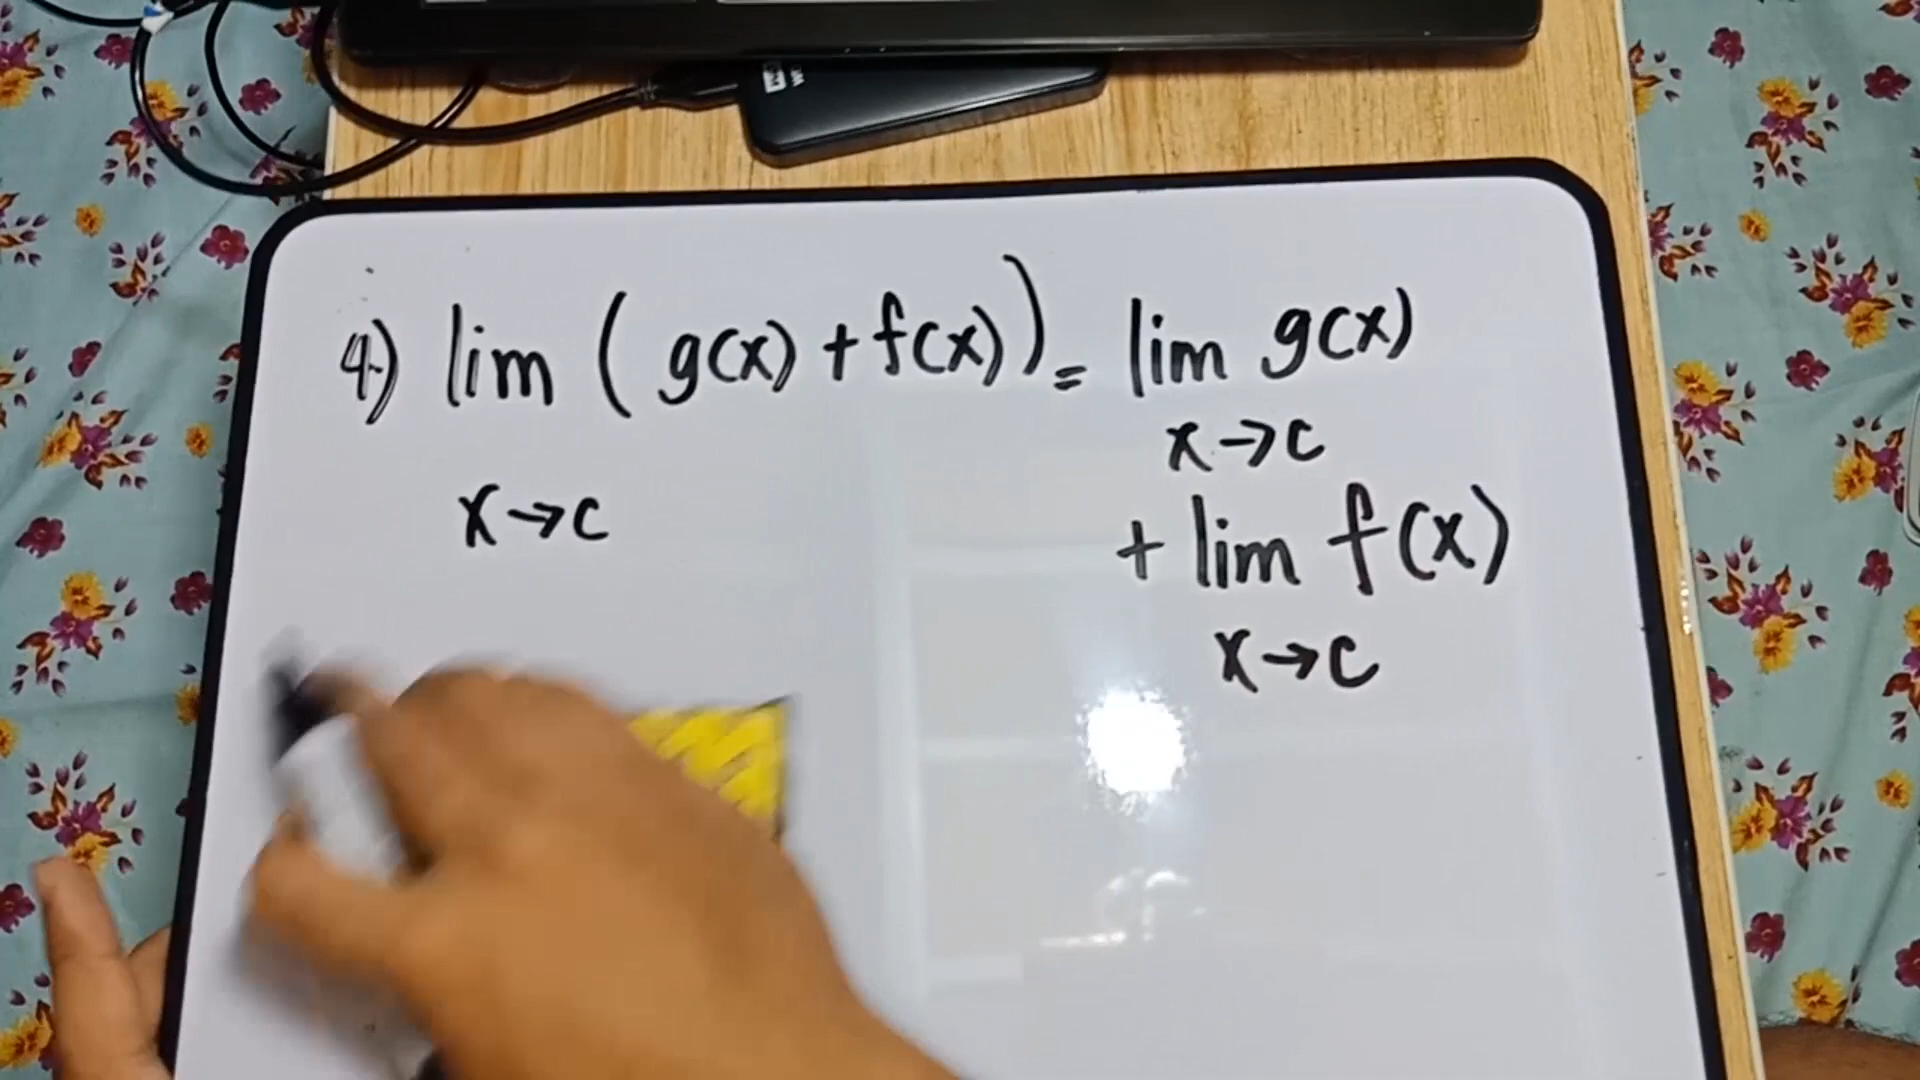 4.) lim ( g(x) + f(x) ) = lim g(x)
x→c
x→c
+ lim f(x)
x→c